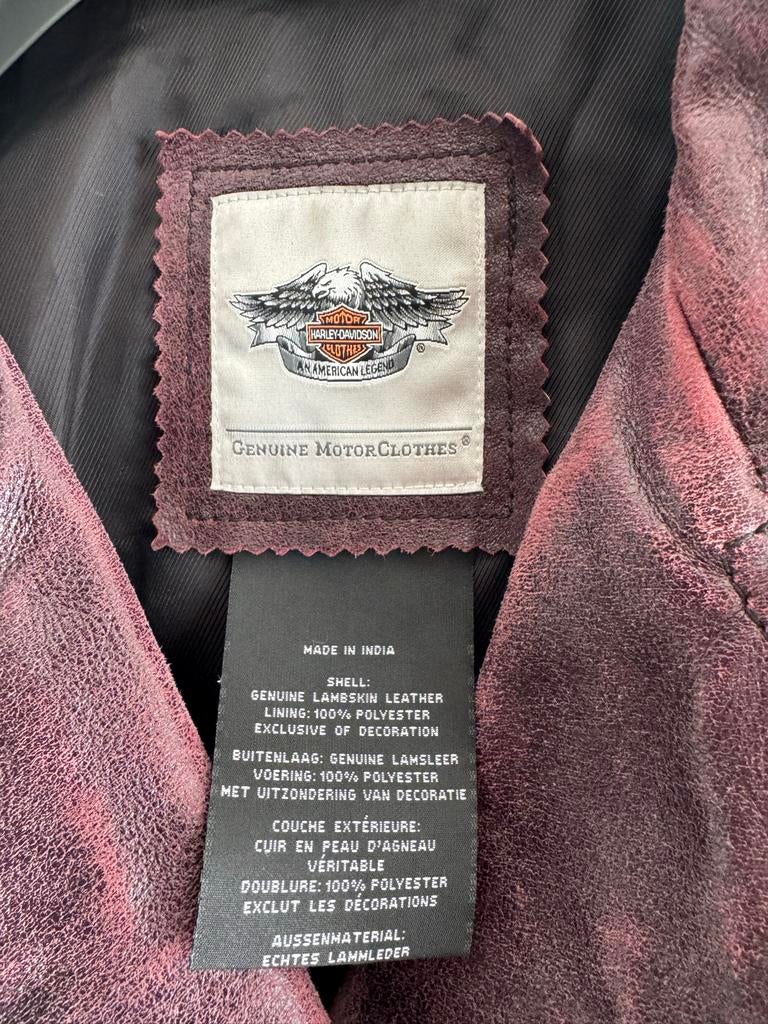 MOTOR
HARLEY-DAVIDSON
CLOTHES
®
AN AMERICAN LEGEND
GENUINE MOTORCLOTHES®
MADE IN INDIA
SHELL:
GENUINE LAMBSKIN LEATHER
LINING: 100% POLYESTER
EXCLUSIVE OF DECORATION
BUITENLAAG: GENUINE LAMSLEER
VOERING: 100% POLYESTER
MET UITZONDERING VAN DECORATIE
COUCHE EXTÉRIEURE:
CUIR EN PEAU D'AGNEAU
VÉRITABLE
DOUBLURE: 100% POLYESTER
EXCLUT LES DÉCORATIONS
AUSSENMATERIAL:
ECHTES LAMMLEDER